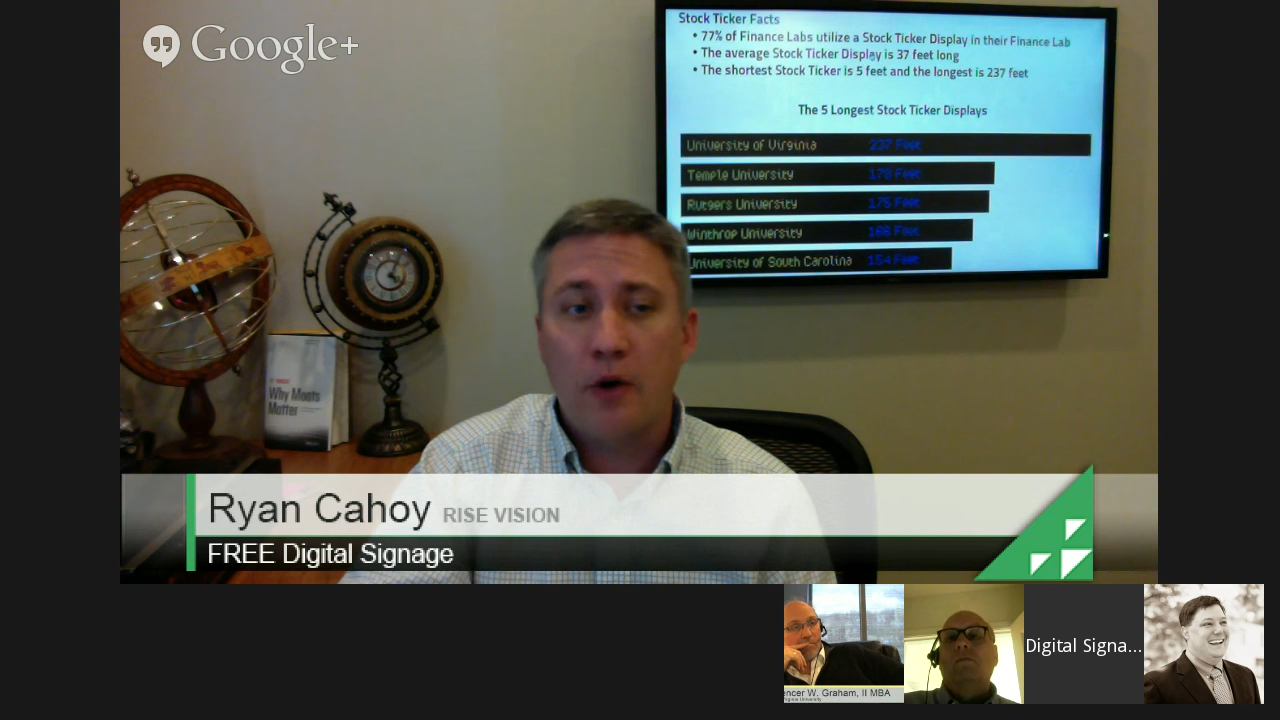 Google+
Stock Ticker Facts
• 77% of Finance Labs utilize a Stock Ticker Display in their Finance Lab
• The average Stock Ticker Display is 37 feet long
• The shortest Stock Ticker is 5 feet and the longest is 237 feet
The 5 Longest Stock Ticker Displays
University of Virginia 237 Feet
Temple University Feet
Rutgers University 175 Feet
Winthrop University Feet
University of South Carolina 154 Feet
Why Meets
Matter
Ryan Cahoy RISE VISION
FREE Digital Signage
Digital Signa...
encer W. Graham, II MBA
Virginia University